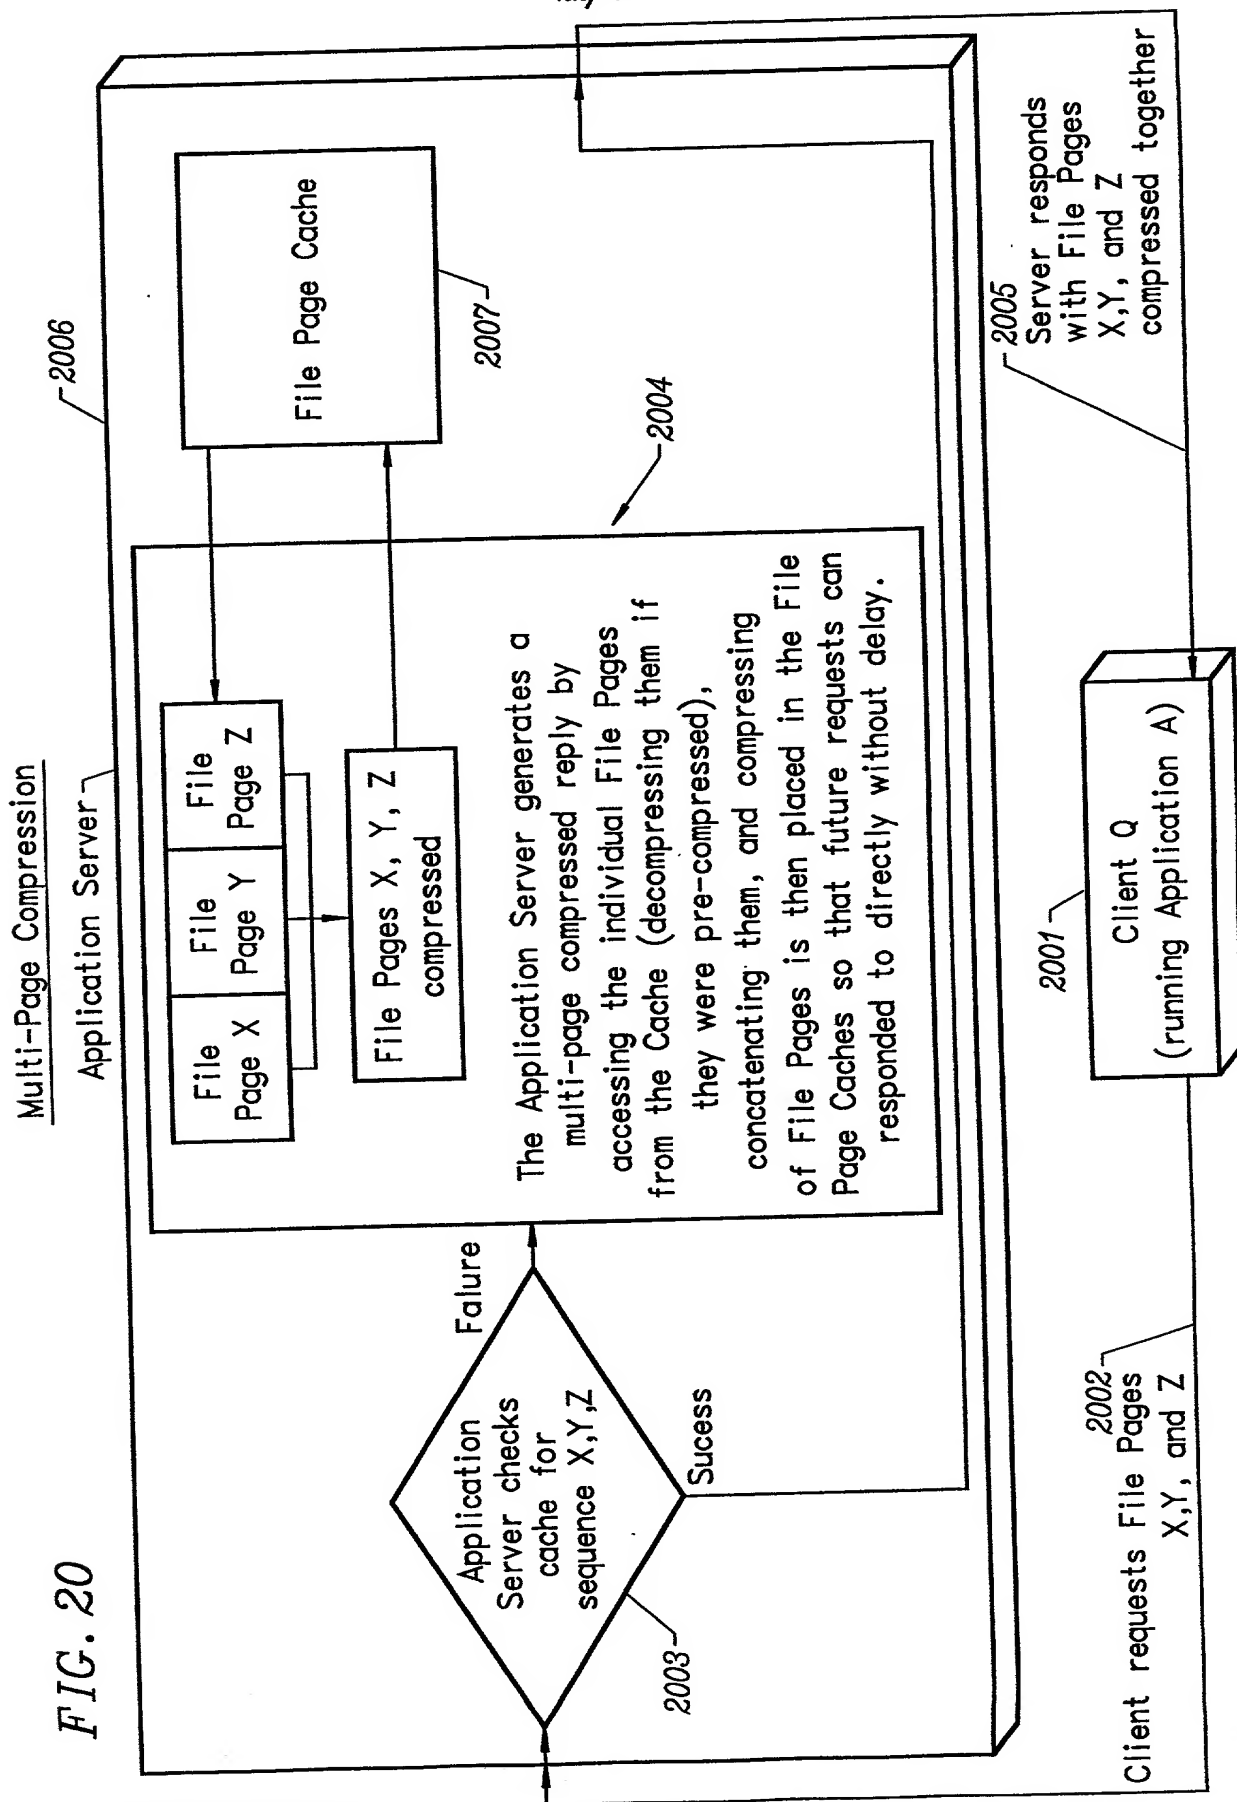 FIG. 20
Multi-Page Compression
Application Server
2006
File
Page X
File
Page Y
File
Page Z
File Pages X, Y, Z
compressed
File Page Cache
2007
2004
The Application Server generates a
multi-page compressed reply by
accessing the individual File Pages
from the Cache (decompressing them if
they were pre-compressed),
concatenating them, and compressing
of File Pages is then placed in the File
Page Caches so that future requests can
responded to directly without delay.
Application
Server checks
cache for
sequence X,Y,Z
Falure
Sucess
2003
2002
Client requests File Pages
X,Y, and Z
2001
Client Q
(running Application A)
2005
Server responds
with File Pages
X,Y, and Z
compressed together